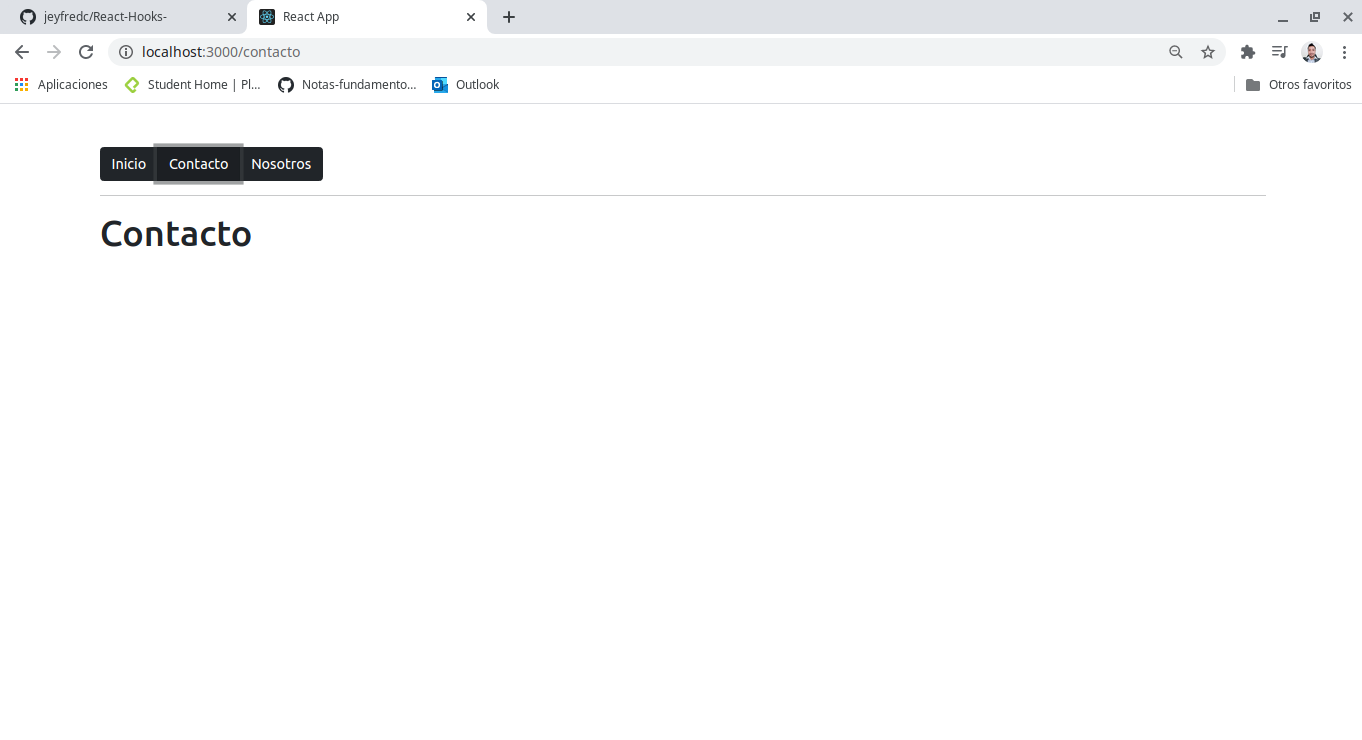 jeyfredc/React-Hooks-
React App
localhost:3000/contacto
Aplicaciones
Student Home | Pl...
Notas-fundamento...
Outlook
Otros favoritos
Inicio Contacto Nosotros
Contacto